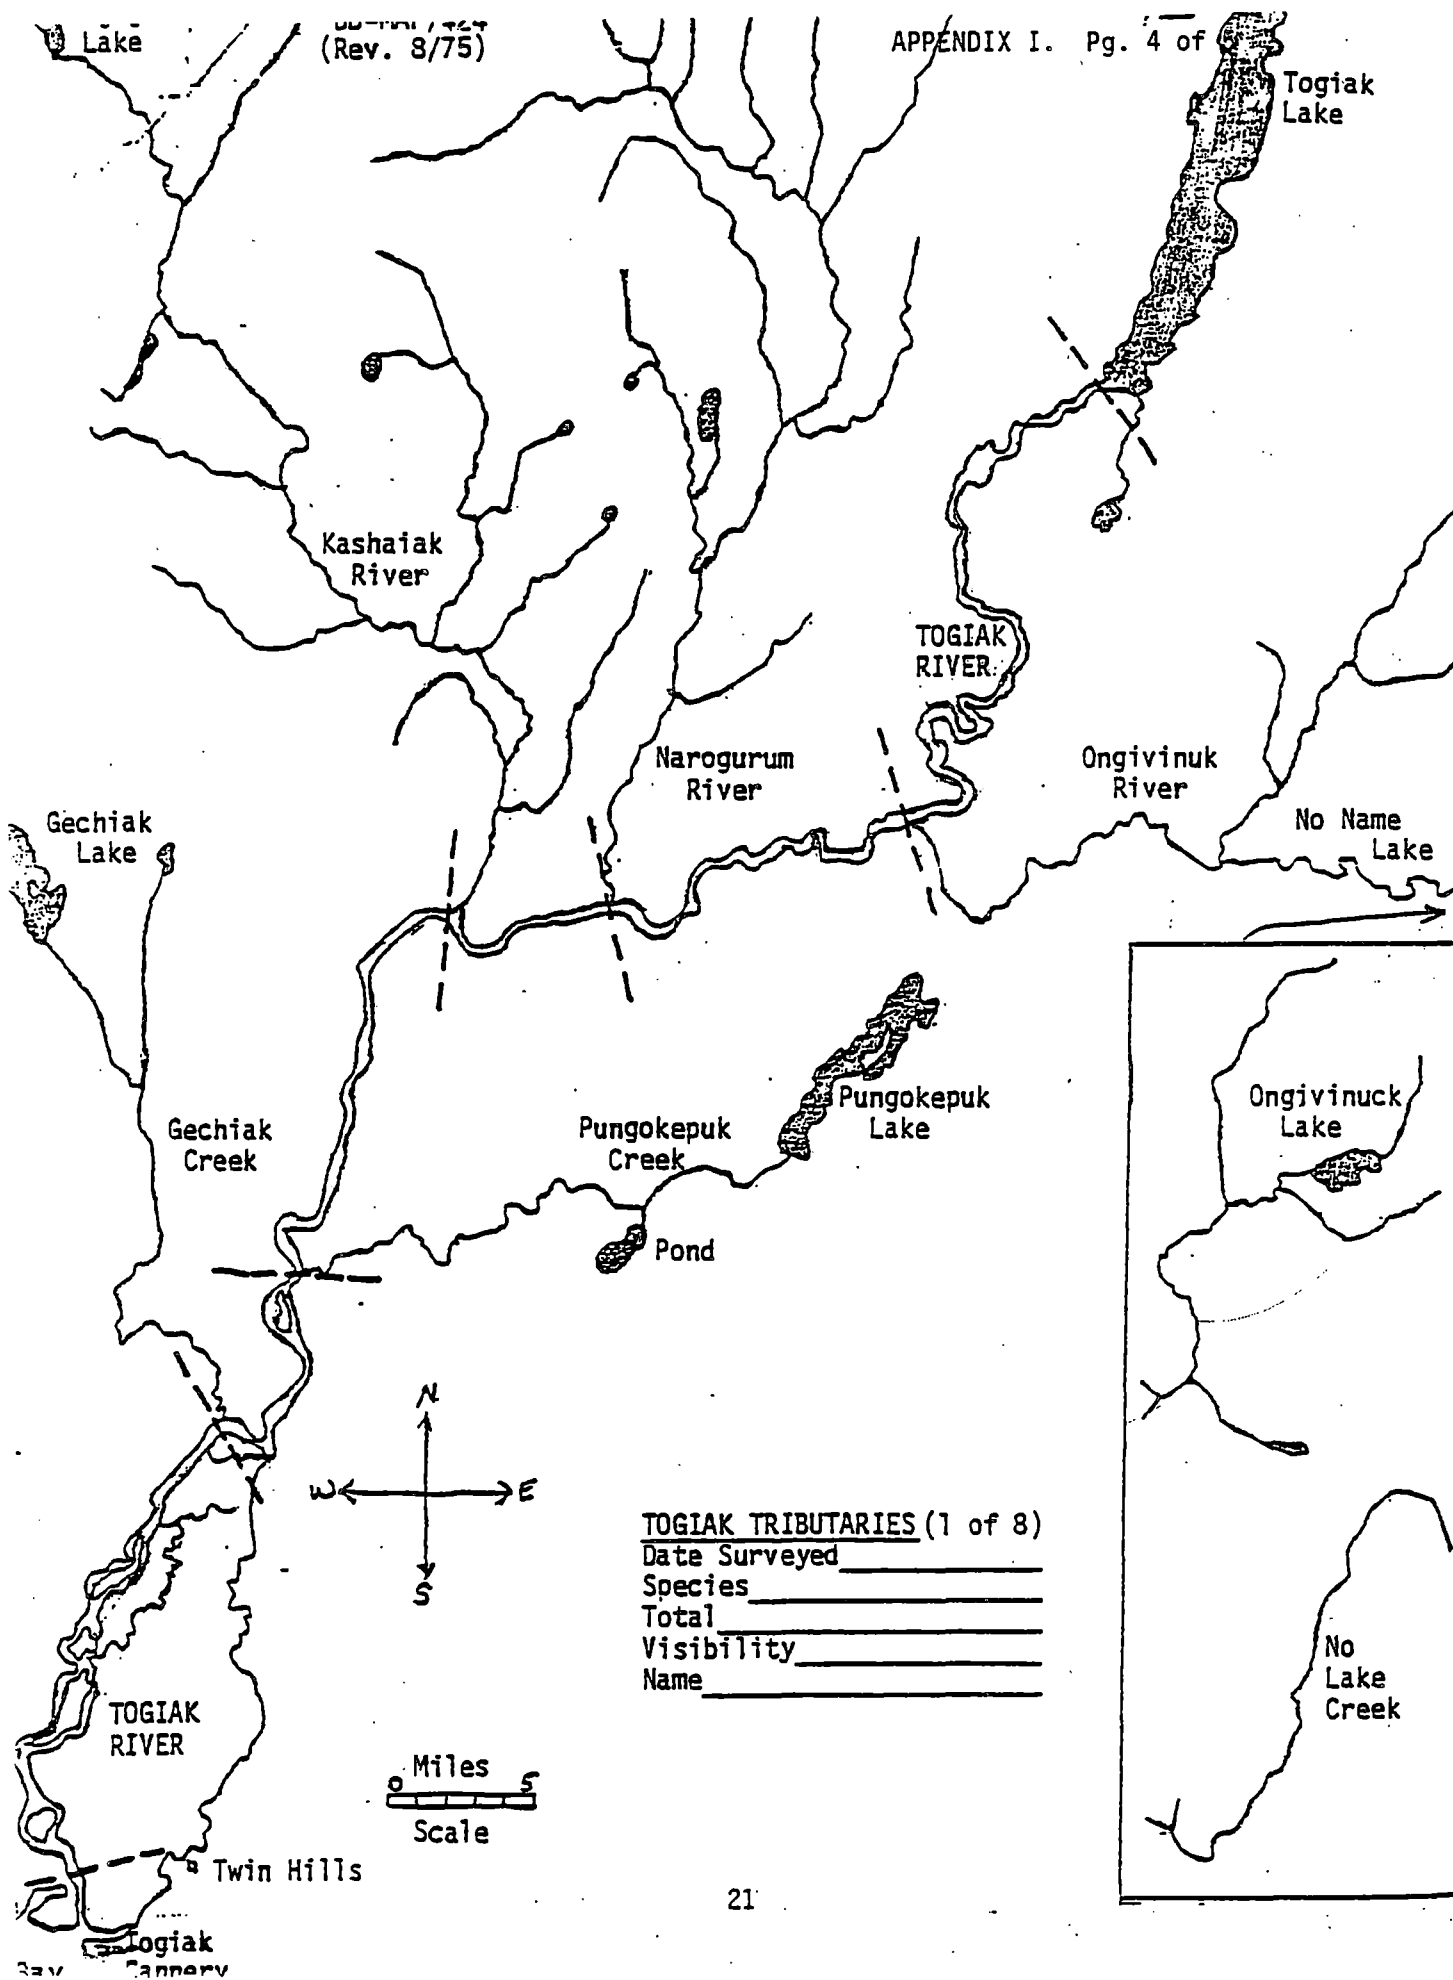 Lake
(Rev. 8/75)
APPENDIX I. Pg. 4 of
Togiak
Lake
Kashaiak
River
TOGIAK
RIVER
Narogurum
River
Ongivinuk
River
No Name
Lake
Gechiak
Lake
Gechiak
Creek
Pungokepuk
Creek
Pungokepuk
Lake
Pond
Ongivinuck
Lake
N
W
E
S
TOGIAK TRIBUTARIES (1 of 8)
Date Surveyed
Species
Total
Visibility
Name
No
Lake
Creek
TOGIAK
RIVER
Miles
0 5
Scale
Twin Hills
21
Togiak
Cannery
Bay